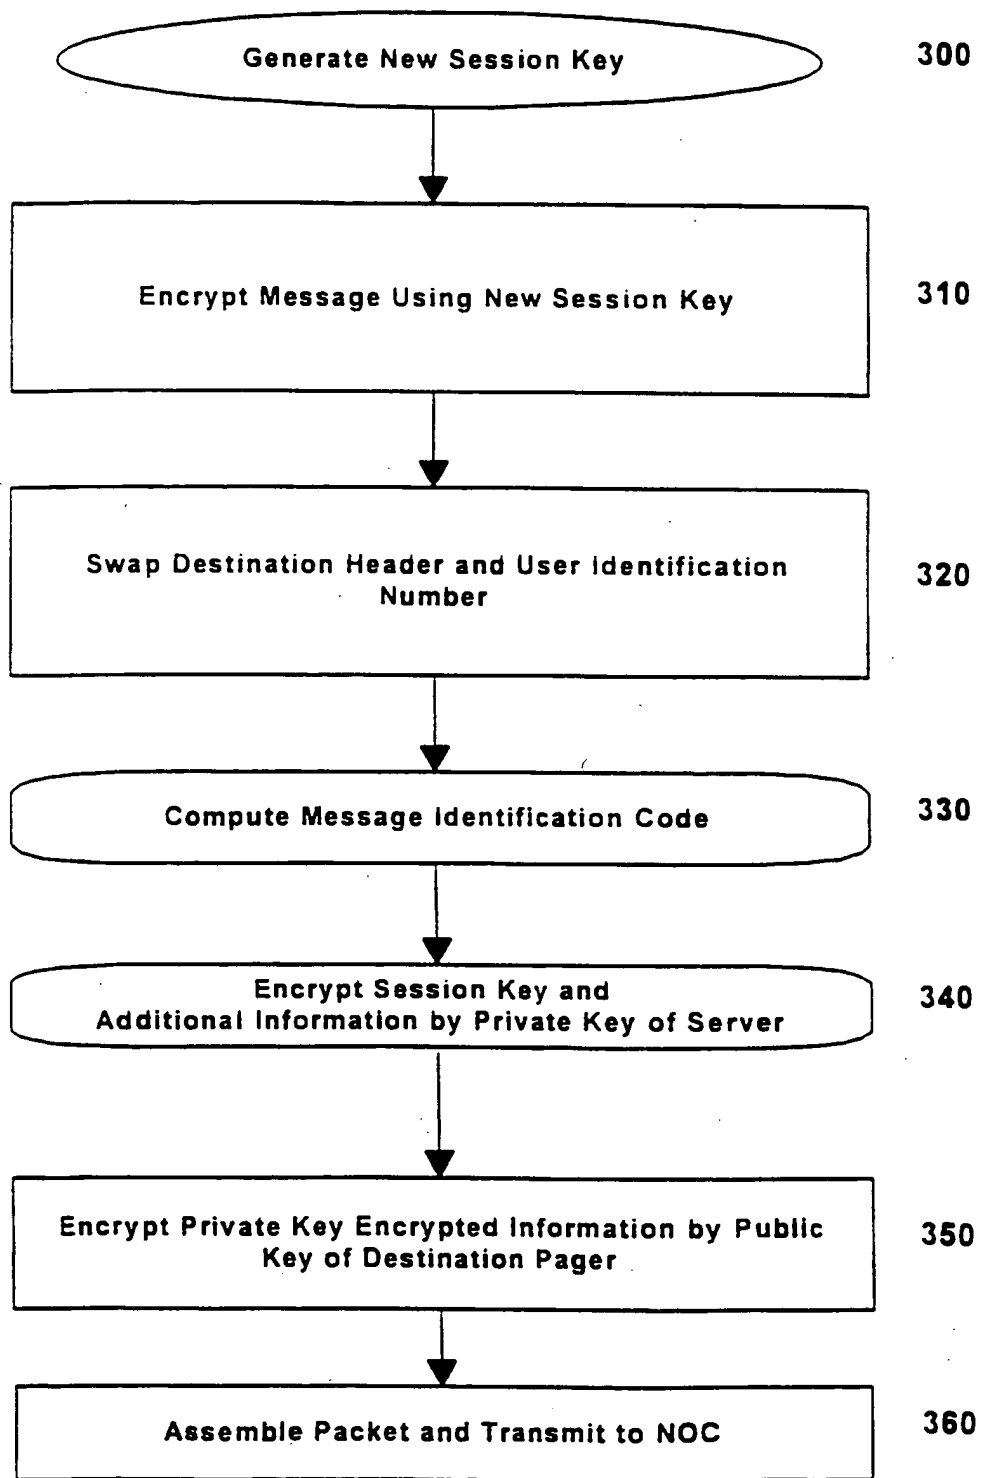 Generate New Session Key 300
Encrypt Message Using New Session Key 310
Swap Destination Header and User Identification
Number
320
Compute Message Identification Code 330
Encrypt Session Key and
Additional Information by Private Key of Server
340
Encrypt Private Key Encrypted Information by Public
Key of Destination Pager
350
Assemble Packet and Transmit to NOC 360